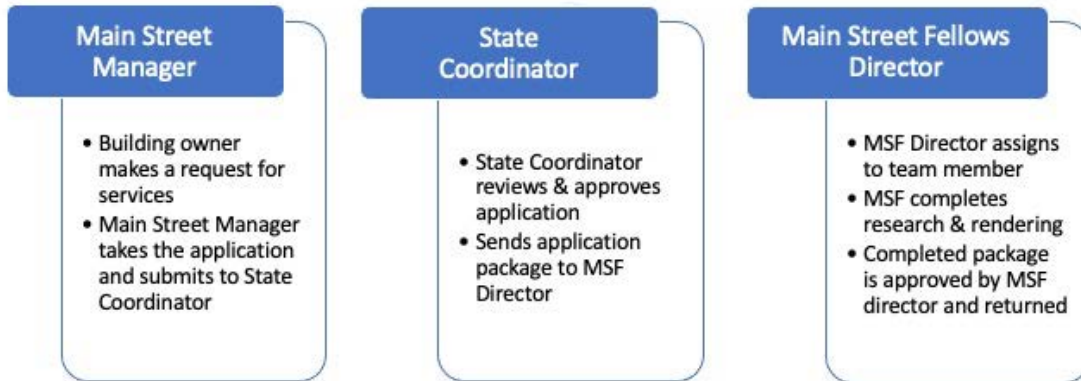 Main Street
Manager
• Building owner
makes a request for
services
• Main Street Manager
takes the application
and submits to State
Coordinator
State
Coordinator
• State Coordinator
reviews & approves
application
• Sends application
package to MSF
Director
Main Street Fellows
Director
• MSF Director assigns
to team member
• MSF completes
research & rendering
• Completed package
is approved by MSF
director and returned